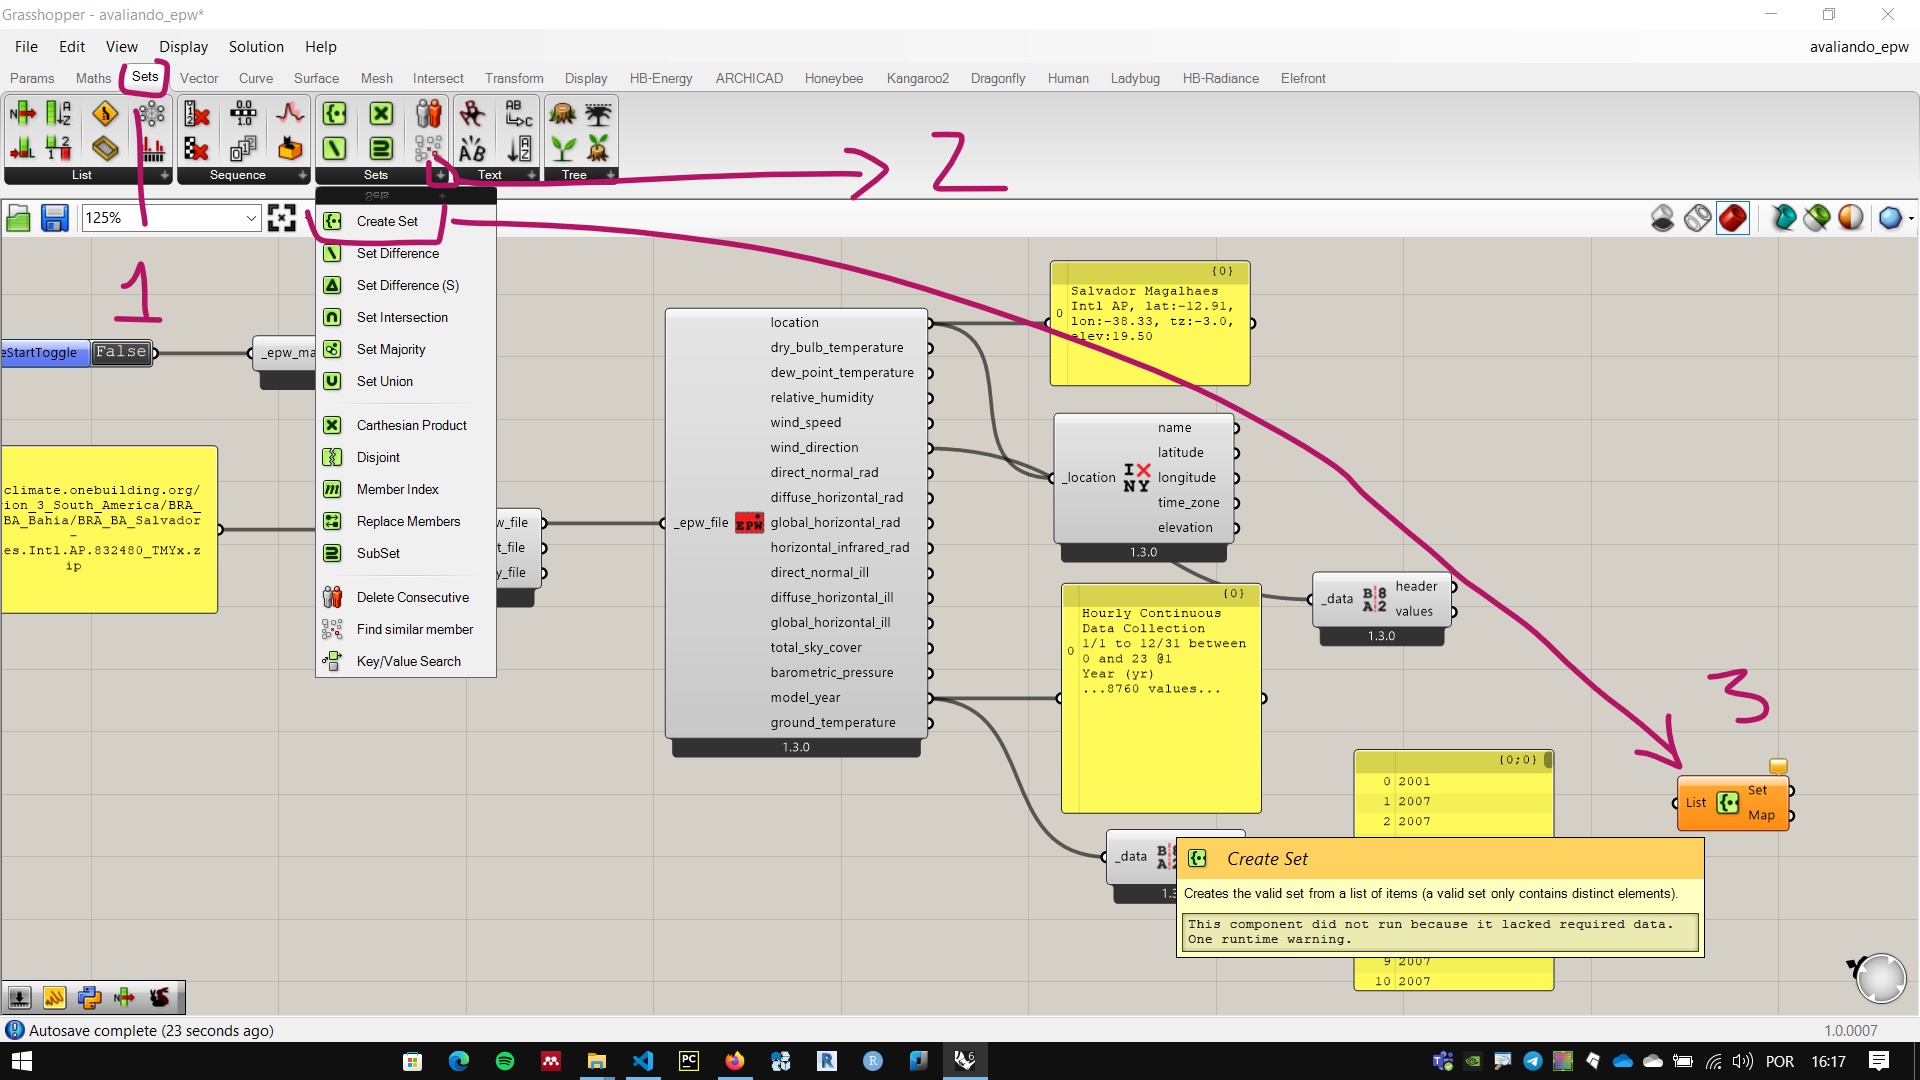 Grasshopper - avaliando_epw*
File Edit View Display Solution Help
avaliando_epw
Params Maths Sets Vector Curve Surface Mesh Intersect Transform Display HB-Energy ARCHICAD Honeybee Kangaroo2 Dragonfly Human Ladybug HB-Radiance Elefront
List Sequence Sets Text Tree
2
125%
1
Sets
Create Set
Set Difference
Set Difference (S)
Set Intersection
Set Majority
Set Union
Carthesian Product
Disjoint
Member Index
Replace Members
SubSet
Delete Consecutive
Find similar member
Key/Value Search
eStartToggle False
_epw_ma
climate.onebuilding.org/
ion_3_South_America/BRA_
BA_Bahia/BRA_BA_Salvador
-
es.Intl.AP.832480_TMYx.z
ip
w_file
t_file
y_file
_epw_file
EPW
location
dry_bulb_temperature
dew_point_temperature
relative_humidity
wind_speed
wind_direction
direct_normal_rad
diffuse_horizontal_rad
global_horizontal_rad
horizontal_infrared_rad
direct_normal_ill
diffuse_horizontal_ill
global_horizontal_ill
total_sky_cover
barometric_pressure
model_year
ground_temperature
1.3.0
{0}
0
Salvador Magalhaes
Intl AP, lat:-12.91,
lon:-38.33, tz:-3.0,
elev:19.50
_location
name
latitude
longitude
time_zone
elevation
1.3.0
{0}
0
Hourly Continuous
Data Collection
1/1 to 12/31 between
0 and 23 @1
Year (yr)
...8760 values...
_data
header
values
1.3.0
3
{0;0}
0 2001
1 2007
2 2007
9 2007
10 2007
_data
List
Set
Map
Create Set
Creates the valid set from a list of items (a valid set only contains distinct elements).
This component did not run because it lacked required data.
One runtime warning.
Autosave complete (23 seconds ago)
1.0.0007
POR 16:17